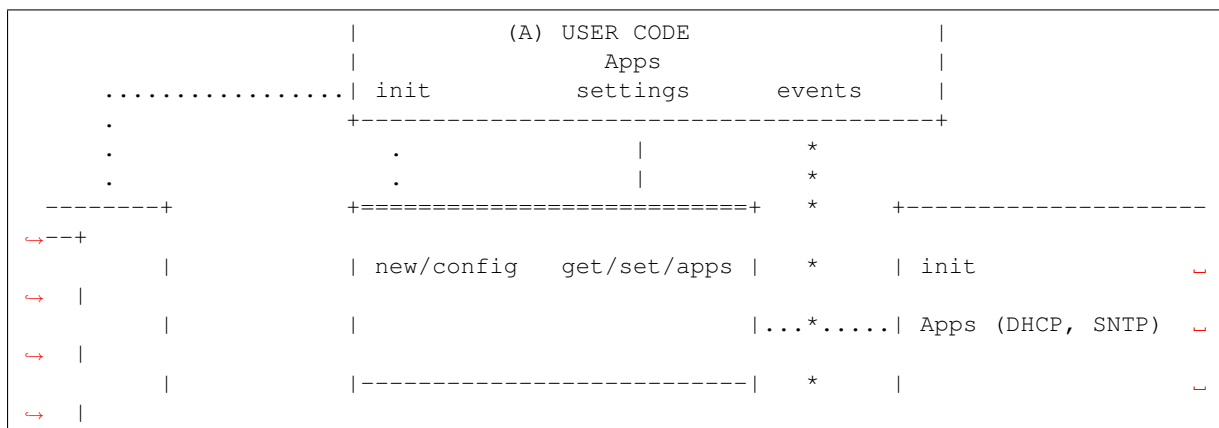 |          (A) USER CODE                 |
|                 Apps                   |
.................| init          settings      events     |
.                +----------------------------------------+
.                   .                |           *
.                   .                |           *
--------+            +===========================+   *     +---------------------
↪--+
|            | new/config   get/set/apps |   *     | init ␣
↪  |
|            |                           |...*.....| Apps (DHCP, SNTP) ␣
↪  |
|            |---------------------------|   *     | ␣
↪  |